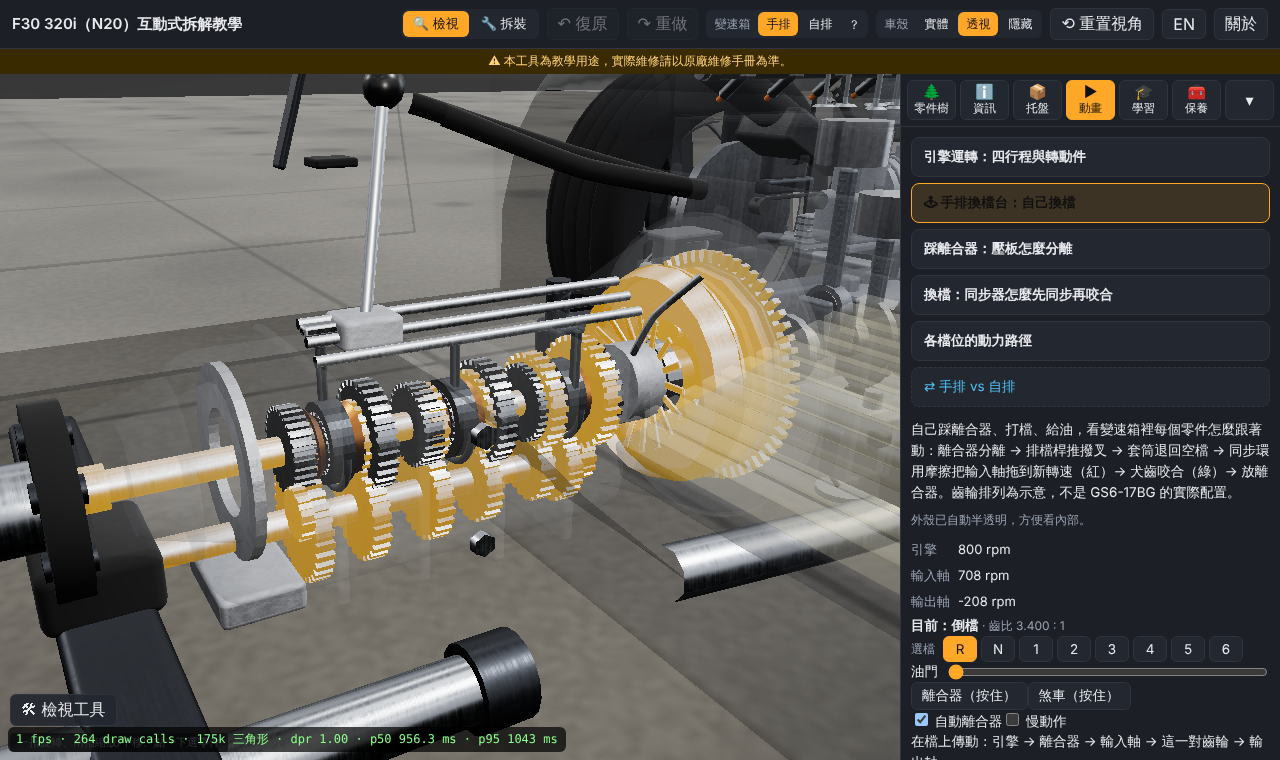 F30 320i（N20）互動式拆解教學
🔍 檢視 🔧 拆裝 ↶ 復原 ↷ 重做 變速箱 手排 自排 ? 車殼 實體 透視 隱藏 ⟲ 重置視角 EN 關於
⚠ 本工具為教學用途，實際維修請以原廠維修手冊為準。
🌲 零件樹 ℹ️ 資訊 📦 托盤 ▶ 動畫 🎓 學習 🧰 保養 ▼
引擎運轉：四行程與轉動件
🕹 手排換檔台：自己換檔
踩離合器：壓板怎麼分離
換檔：同步器怎麼先同步再咬合
各檔位的動力路徑
⇄ 手排 vs 自排
自己踩離合器、打檔、給油，看變速箱裡每個零件怎麼跟著
動：離合器分離 → 排檔桿推撥叉 → 套筒退回空檔 → 同步環
用摩擦把輸入軸拖到新轉速（紅）→ 犬齒咬合（綠）→ 放離
合器。齒輪排列為示意，不是 GS6-17BG 的實際配置。
外殼已自動半透明，方便看內部。
引擎 800 rpm
輸入軸 708 rpm
輸出軸 -208 rpm
目前：倒檔 · 齒比 3.400 : 1
選檔 R N 1 2 3 4 5 6
油門
離合器（按住） 煞車（按住）
自動離合器 慢動作
在檔上傳動：引擎 → 離合器 → 輸入軸 → 這一對齒輪 → 輸
出軸。
🛠 檢視工具
1 fps · 264 draw calls · 175k 三角形 · dpr 1.00 · p50 956.3 ms · p95 1043 ms